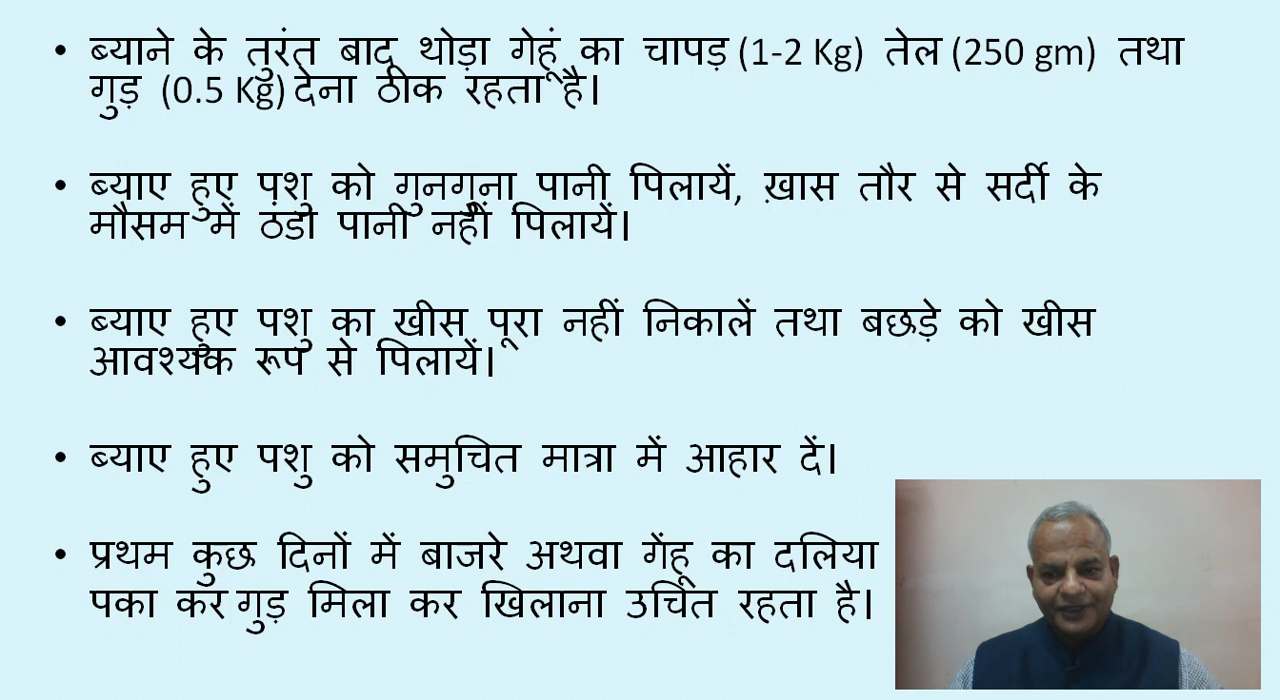 • ब्याने के तुरंत बाद थोड़ा गेहूं का चापड़ (1-2 Kg) तेल (250 gm) तथा
गुड़ (0.5 Kg) देना ठीक रहता है।
• ब्याए हुए पशु को गुनगुना पानी पिलायें, ख़ास तौर से सर्दी के
मौसम में ठंडा पानी नहीं पिलायें।
• ब्याए हुए पशु का खीस पूरा नहीं निकालें तथा बछड़े को खीस
आवश्यक रूप से पिलायें।
• ब्याए हुए पशु को समुचित मात्रा में आहार दें।
• प्रथम कुछ दिनों में बाजरे अथवा गेंहू का दलिया
पका कर गुड़ मिला कर खिलाना उचित रहता है।